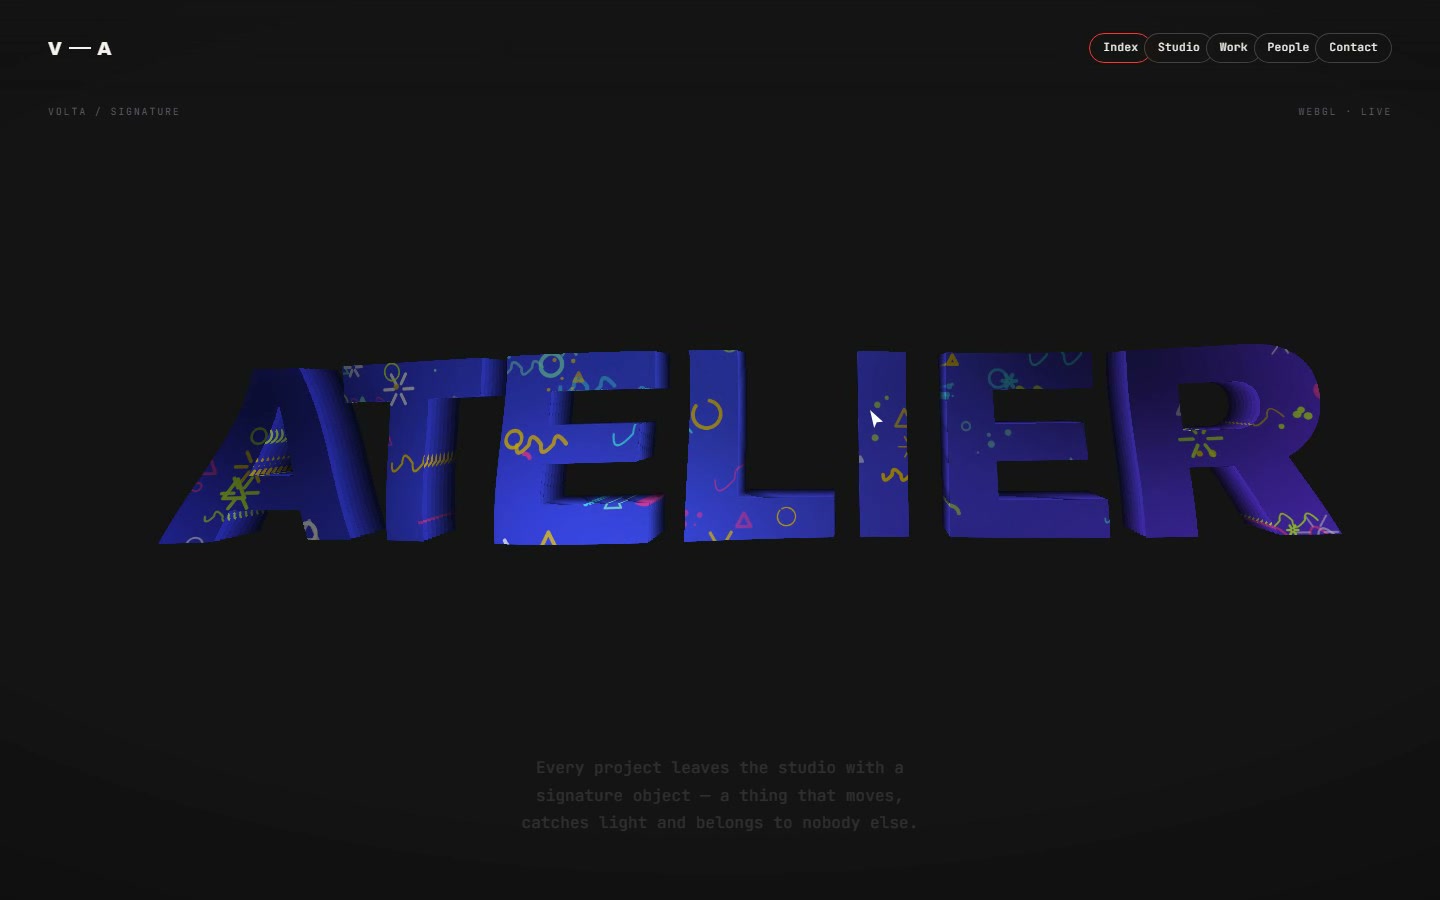 V — A
Index Studio Work People Contact
VOLTA / SIGNATURE
WEBGL · LIVE
ATELIER
Every project leaves the studio with a
signature object — a thing that moves,
catches light and belongs to nobody else.